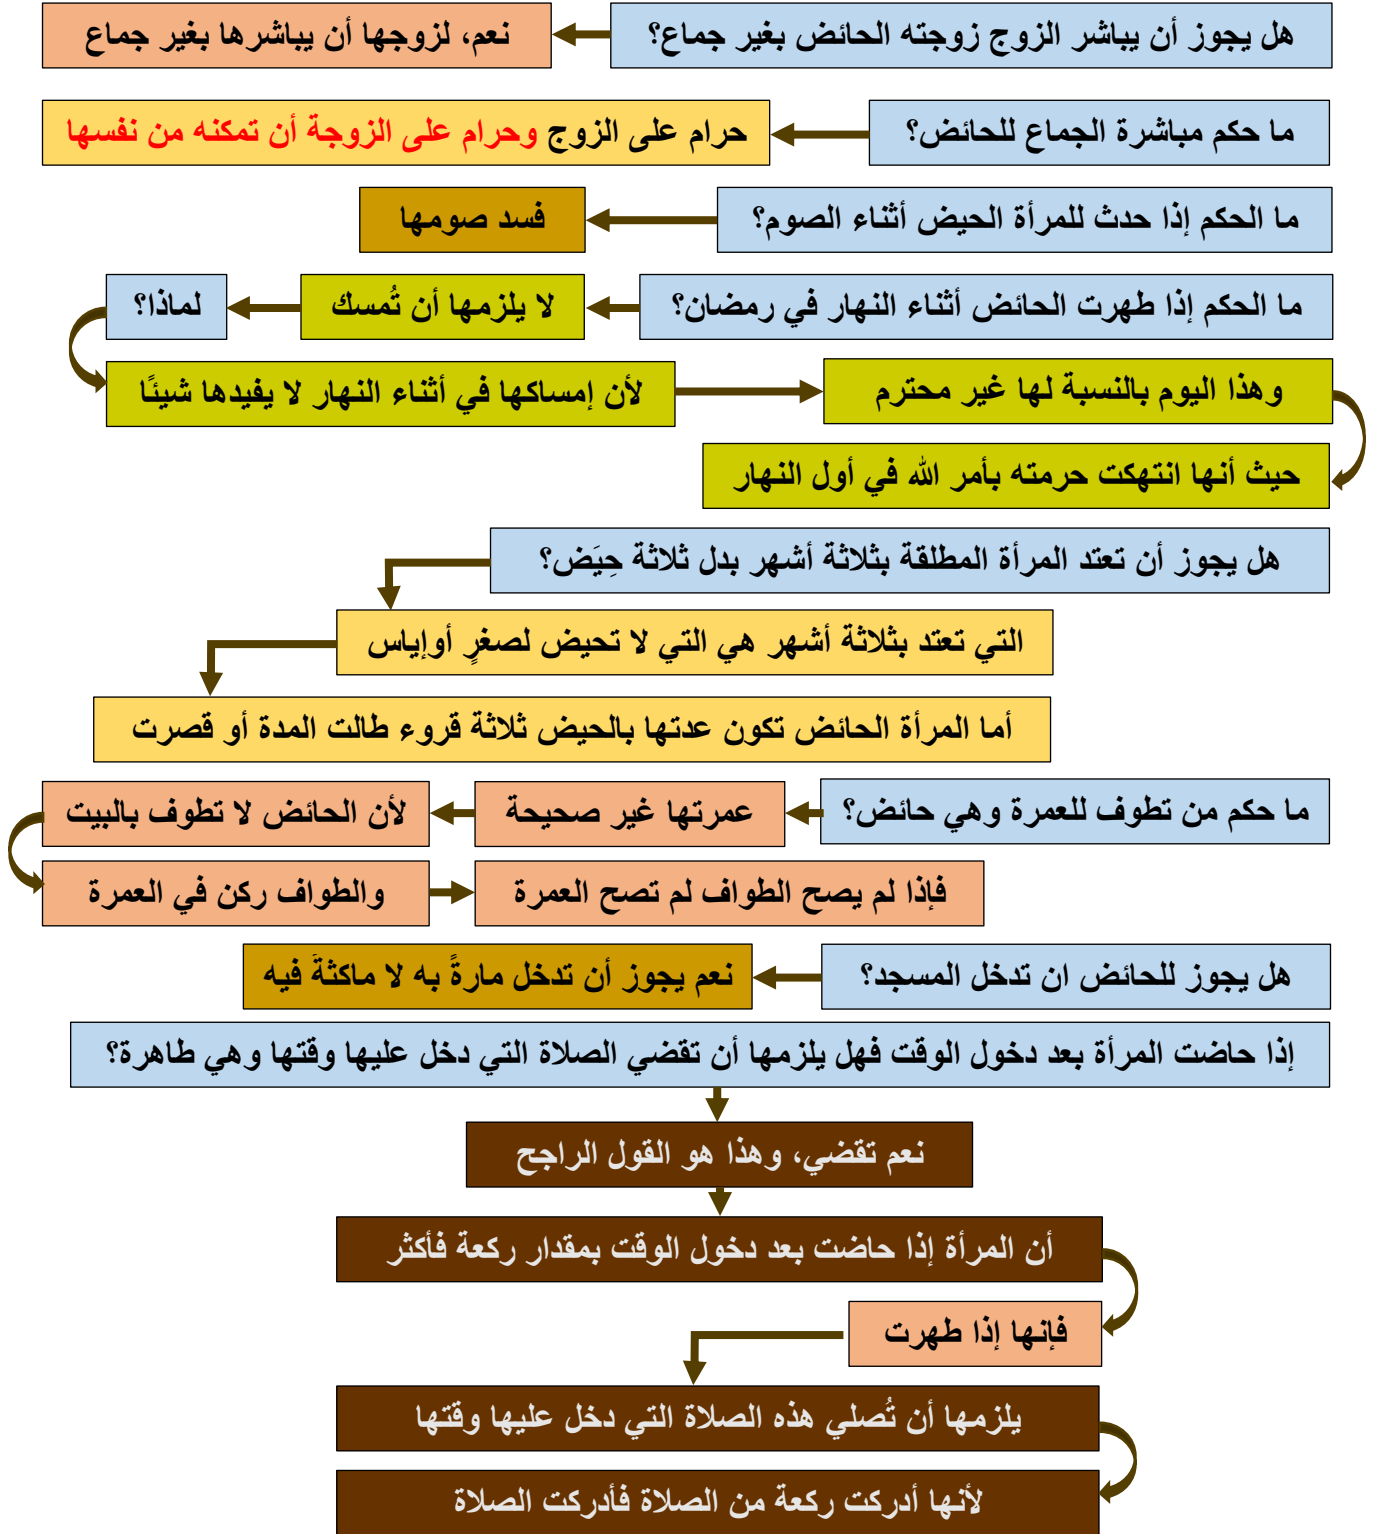 هل يجوز أن يباشر الزوج زوجته الحائض بغير جماع؟
نعم، لزوجها أن يباشرها بغير جماع
ما حكم مباشرة الجماع للحائض؟
حرام على الزوج وحرام على الزوجة أن تمكنه من نفسها
ما الحكم إذا حدث للمرأة الحيض أثناء الصوم؟
فسد صومها
ما الحكم إذا طهرت الحائض أثناء النهار في رمضان؟
لا يلزمها أن تُمسك
لماذا؟
لأن إمساكها في أثناء النهار لا يفيدها شيئًا
وهذا اليوم بالنسبة لها غير محترم
حيث أنها انتهكت حرمته بأمر الله في أول النهار
هل يجوز أن تعتد المرأة المطلقة بثلاثة أشهر بدل ثلاثة حِيَض؟
التي تعتد بثلاثة أشهر هي التي لا تحيض لصغرٍ أوإياس
أما المرأة الحائض تكون عدتها بالحيض ثلاثة قروء طالت المدة أو قصرت
ما حكم من تطوف للعمرة وهي حائض؟
عمرتها غير صحيحة
لأن الحائض لا تطوف بالبيت
والطواف ركن في العمرة
فإذا لم يصح الطواف لم تصح العمرة
هل يجوز للحائض ان تدخل المسجد؟
نعم يجوز أن تدخل مارةً به لا ماكثةً فيه
إذا حاضت المرأة بعد دخول الوقت فهل يلزمها أن تقضي الصلاة التي دخل عليها وقتها وهي طاهرة؟
نعم تقضي، وهذا هو القول الراجح
أن المرأة إذا حاضت بعد دخول الوقت بمقدار ركعة فأكثر
فإنها إذا طهرت
يلزمها أن تُصلي هذه الصلاة التي دخل عليها وقتها
لأنها أدركت ركعة من الصلاة فأدركت الصلاة